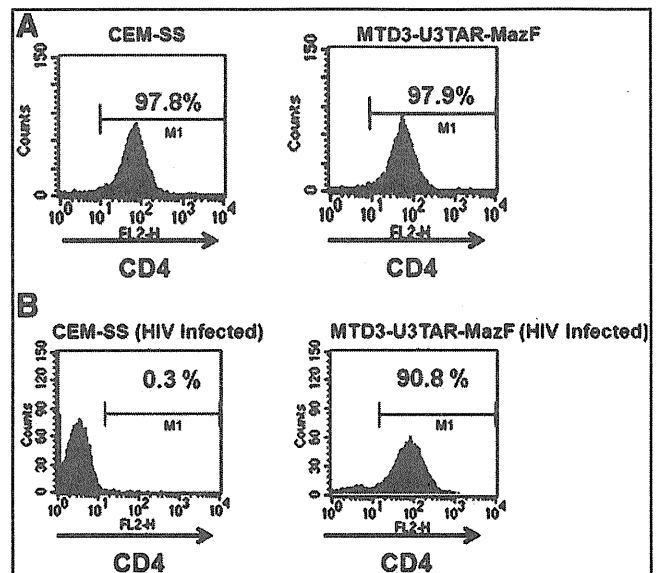 A
CEM-SS
MTD3-U3TAR-MazF
150
Counts
0
97.8%
M1
10^0 10^1 10^2 10^3 10^4
FL2-H
CD4
150
Counts
0
97.9%
M1
10^0 10^1 10^2 10^3 10^4
FL2-H
CD4
B
CEM-SS (HIV Infected)
MTD3-U3TAR-MazF (HIV Infected)
150
120
90
60
30
0
Counts
0.3 %
M1
10^0 10^1 10^2 10^3 10^4
FL2-H
CD4
150
120
90
60
30
0
Counts
90.8 %
M1
10^0 10^1 10^2 10^3 10^4
FL2-H
CD4